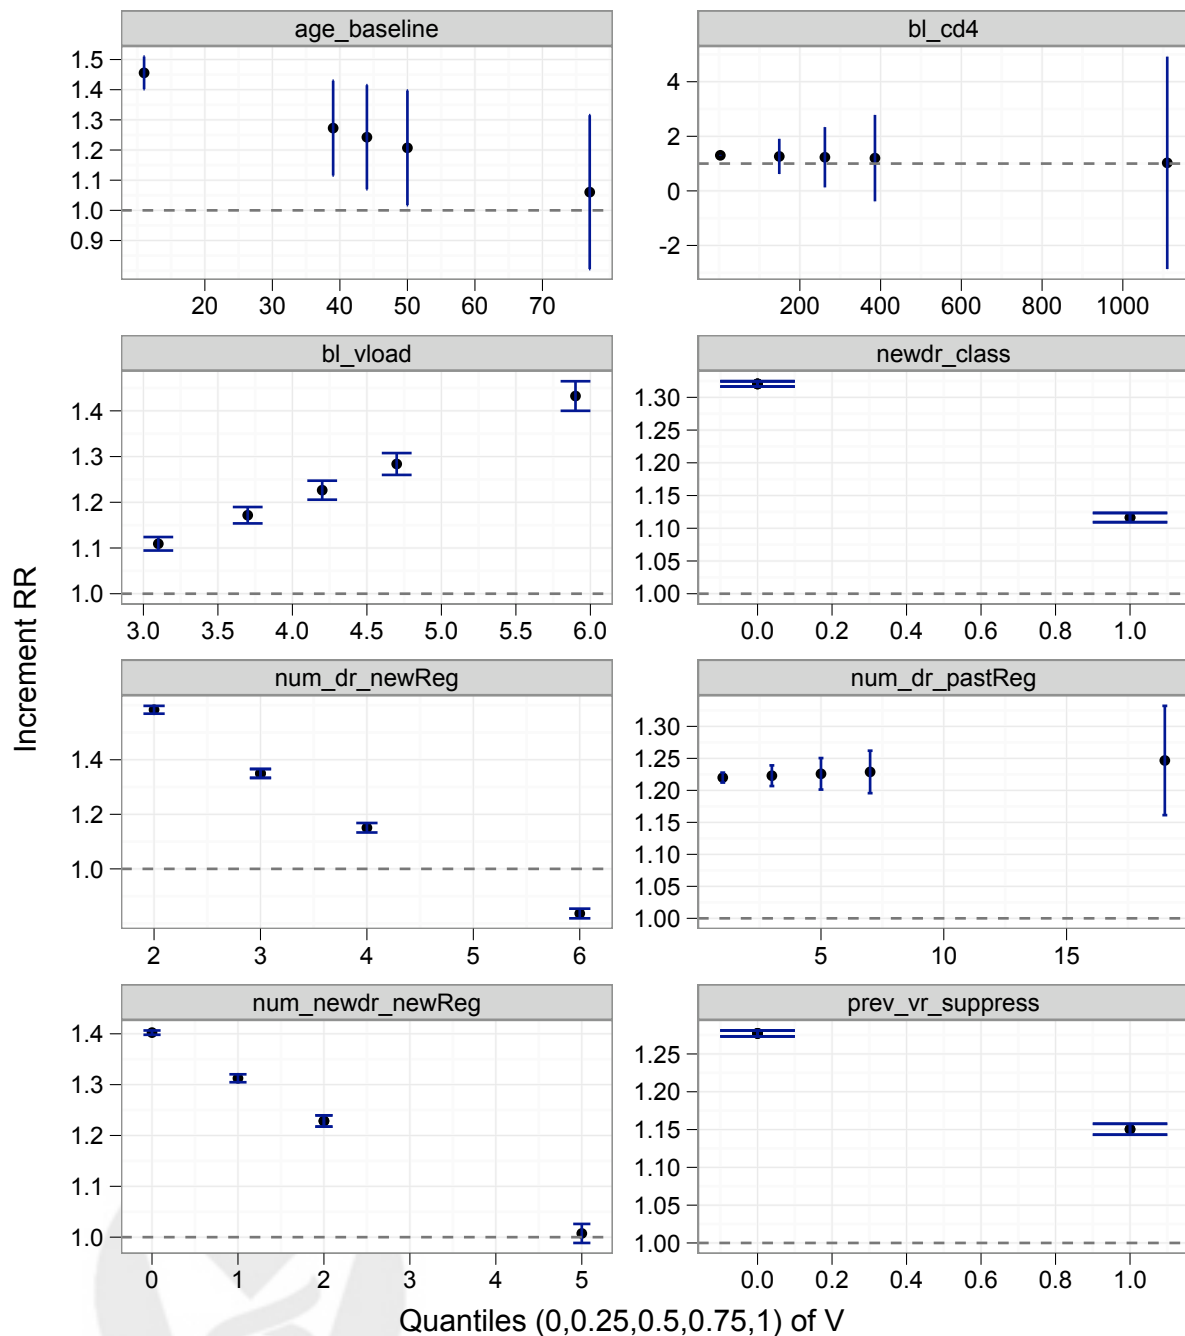 age_baseline
1.5
1.4
1.3
1.2
1.1
1.0
0.9
20 30 40 50 60 70
bl_cd4
4
2
0
-2
200 400 600 800 1000
bl_vload
1.4
1.3
1.2
1.1
1.0
3.0 3.5 4.0 4.5 5.0 5.5 6.0
newdr_class
1.30
1.25
1.20
1.15
1.10
1.05
1.00
0.0 0.2 0.4 0.6 0.8 1.0
num_dr_newReg
1.4
1.2
1.0
2 3 4 5 6
num_dr_pastReg
1.30
1.25
1.20
1.15
1.10
1.05
1.00
5 10 15
num_newdr_newReg
1.4
1.3
1.2
1.1
1.0
0 1 2 3 4 5
prev_vr_suppress
1.25
1.20
1.15
1.10
1.05
1.00
0.0 0.2 0.4 0.6 0.8 1.0
Increment RR
Quantiles (0,0.25,0.5,0.75,1) of V